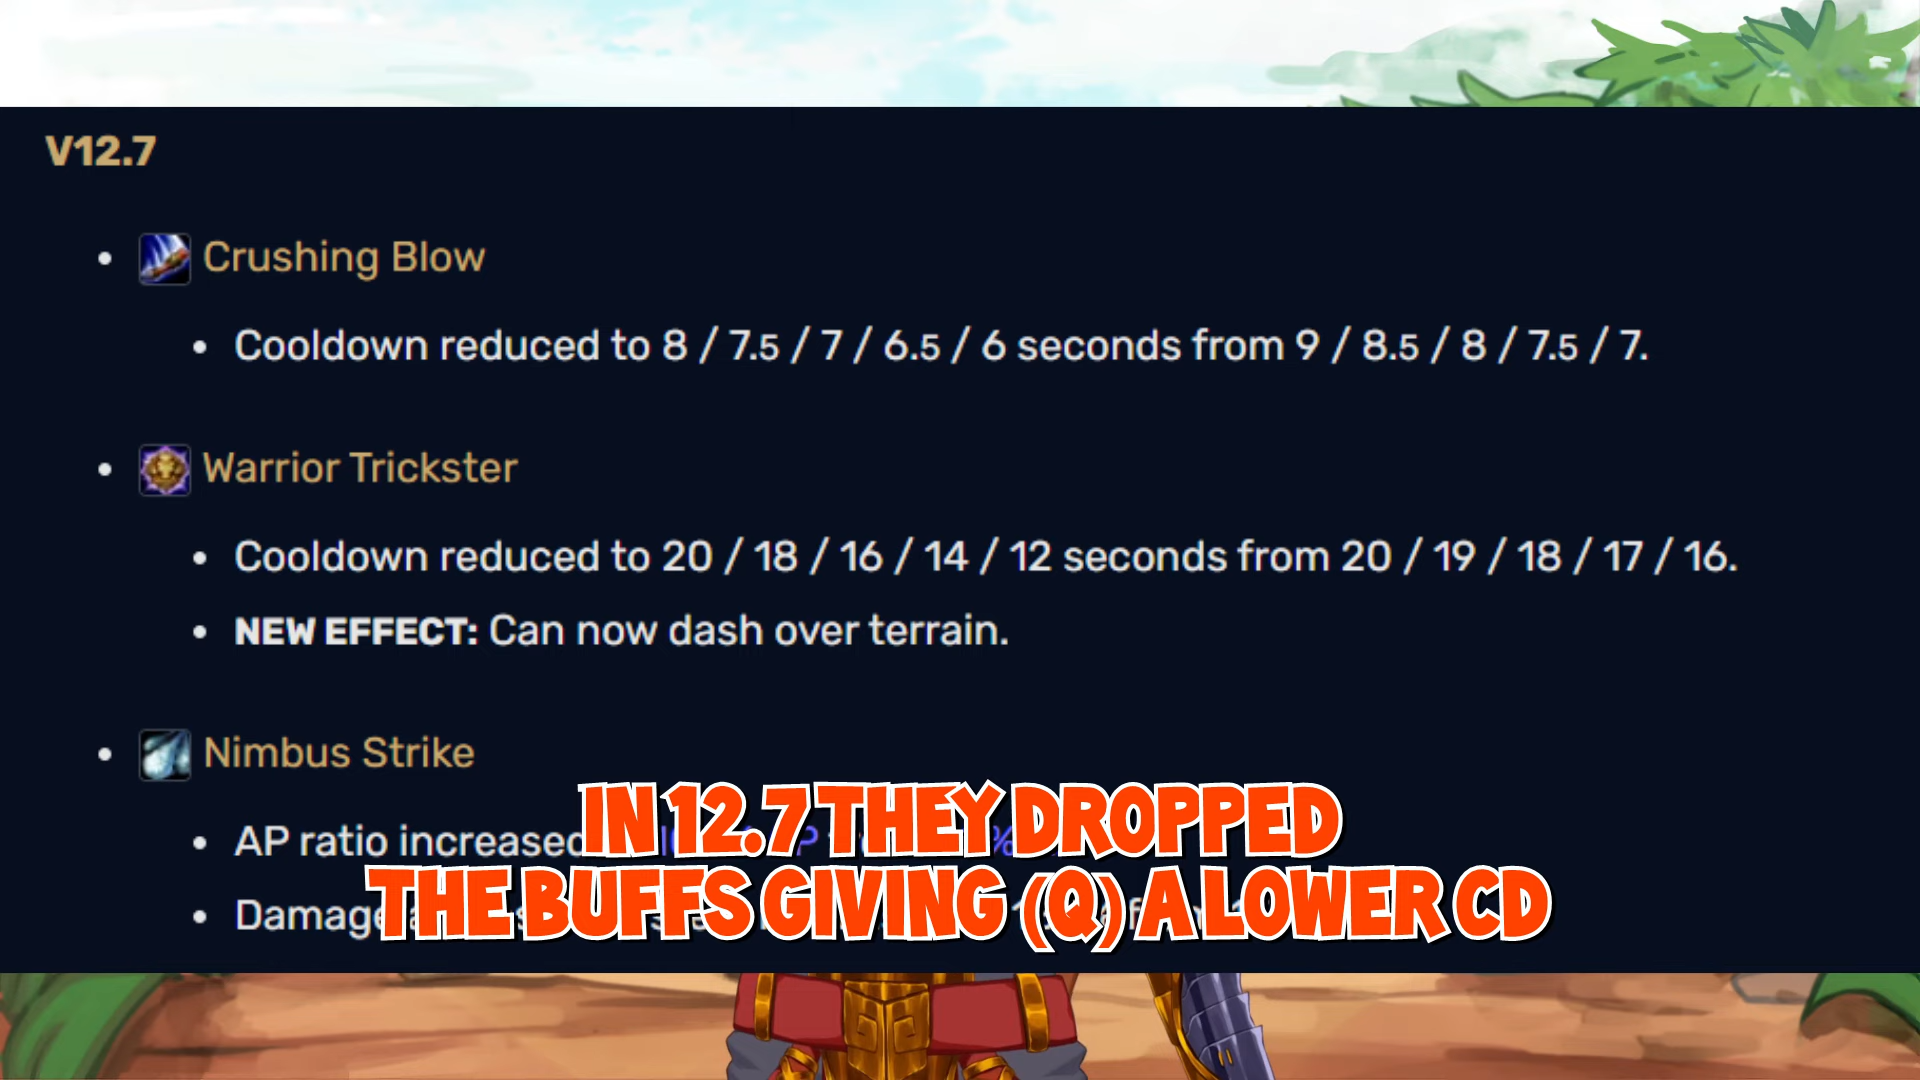 V12.7
Crushing Blow
Cooldown reduced to 8 / 7.5 / 7 / 6.5 / 6 seconds from 9 / 8.5 / 8 / 7.5 / 7.
Warrior Trickster
Cooldown reduced to 20 / 18 / 16 / 14 / 12 seconds from 20 / 19 / 18 / 17 / 16.
NEW EFFECT: Can now dash over terrain.
Nimbus Strike
AP ratio increased
IN 12.7 THEY DROPPED
Damage
THE BUFFS GIVING (Q) A LOWER CD